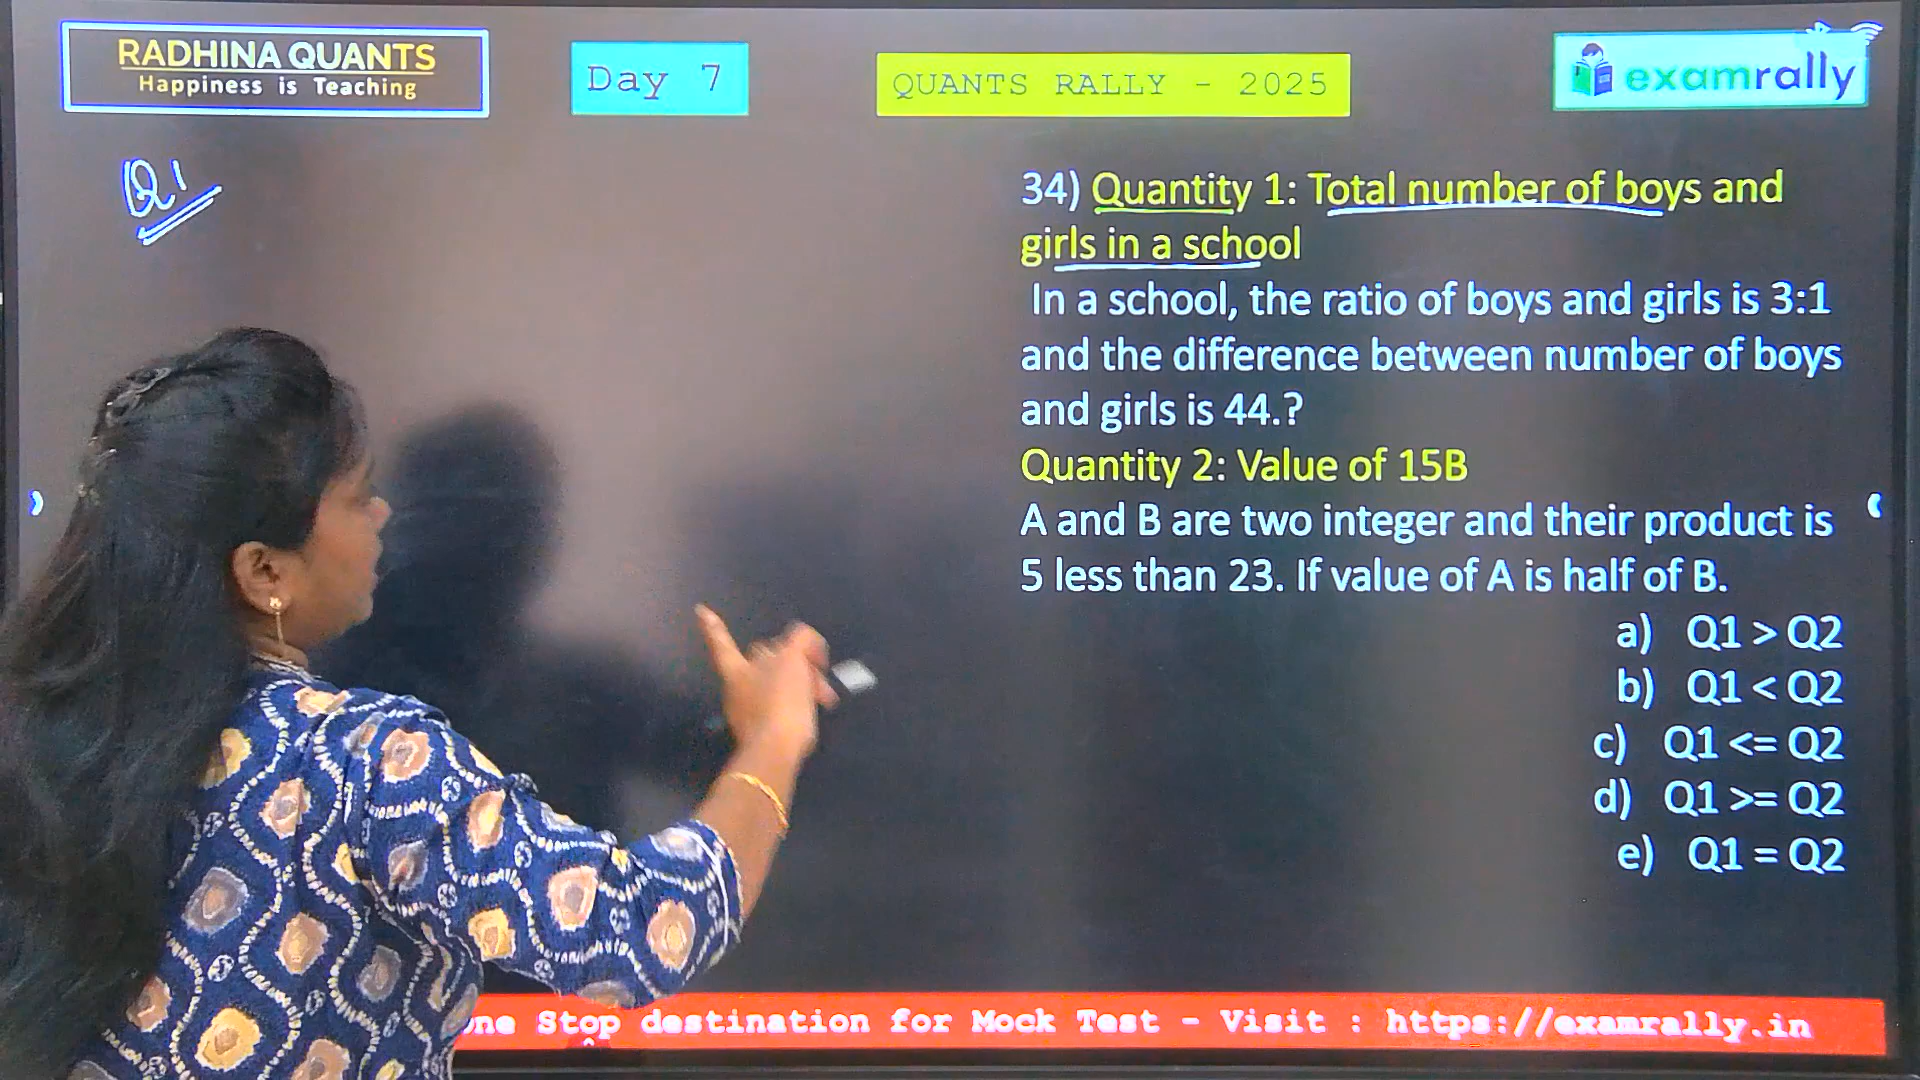 RADHINA QUANTS
Happiness is Teaching
Day 7
QUANTS RALLY - 2025
examrally
Q1
34) Quantity 1: Total number of boys and
girls in a school
In a school, the ratio of boys and girls is 3:1
and the difference between number of boys
and girls is 44.?
Quantity 2: Value of 15B
A and B are two integer and their product is
5 less than 23. If value of A is half of B.
a) Q1 > Q2
b) Q1 < Q2
c) Q1 <= Q2
d) Q1 >= Q2
e) Q1 = Q2
Stop destination for Mock Test - Visit : https://examrally.in